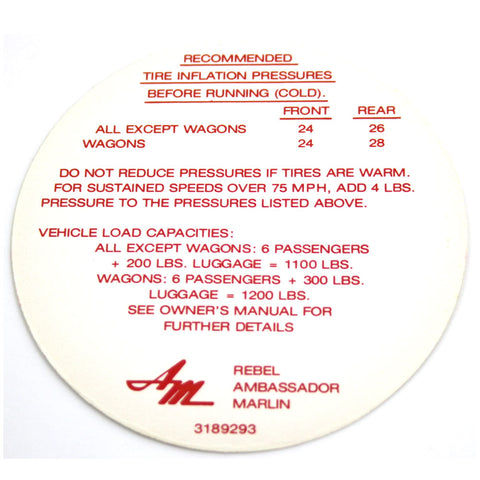 RECOMMENDED
TIRE INFLATION PRESSURES
BEFORE RUNNING (COLD).
FRONT REAR
ALL EXCEPT WAGONS 24 26
WAGONS 24 28
DO NOT REDUCE PRESSURES IF TIRES ARE WARM.
FOR SUSTAINED SPEEDS OVER 75 MPH, ADD 4 LBS.
PRESSURE TO THE PRESSURES LISTED ABOVE.
VEHICLE LOAD CAPACITIES:
ALL EXCEPT WAGONS: 6 PASSENGERS
+ 200 LBS. LUGGAGE = 1100 LBS.
WAGONS: 6 PASSENGERS + 300 LBS.
LUGGAGE = 1200 LBS.
SEE OWNER'S MANUAL FOR
FURTHER DETAILS
AM
REBEL
AMBASSADOR
MARLIN
3189293